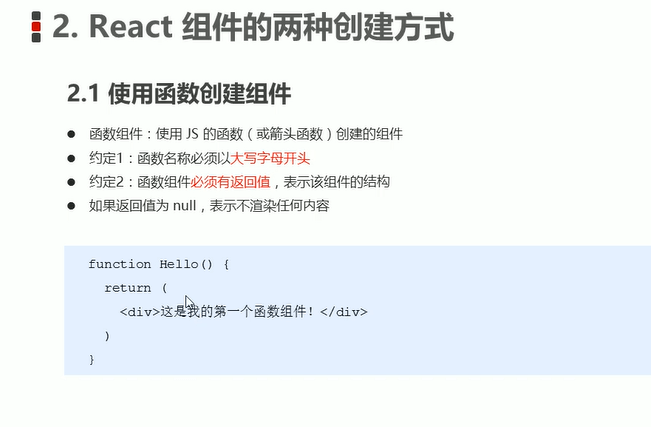 2. React 组件的两种创建方式
2.1 使用函数创建组件
函数组件：使用 JS 的函数（或箭头函数）创建的组件
约定1：函数名称必须以大写字母开头
约定2：函数组件必须有返回值，表示该组件的结构
如果返回值为 null，表示不渲染任何内容
function Hello() {
return (
<div>这是我的第一个函数组件！</div>
)
}